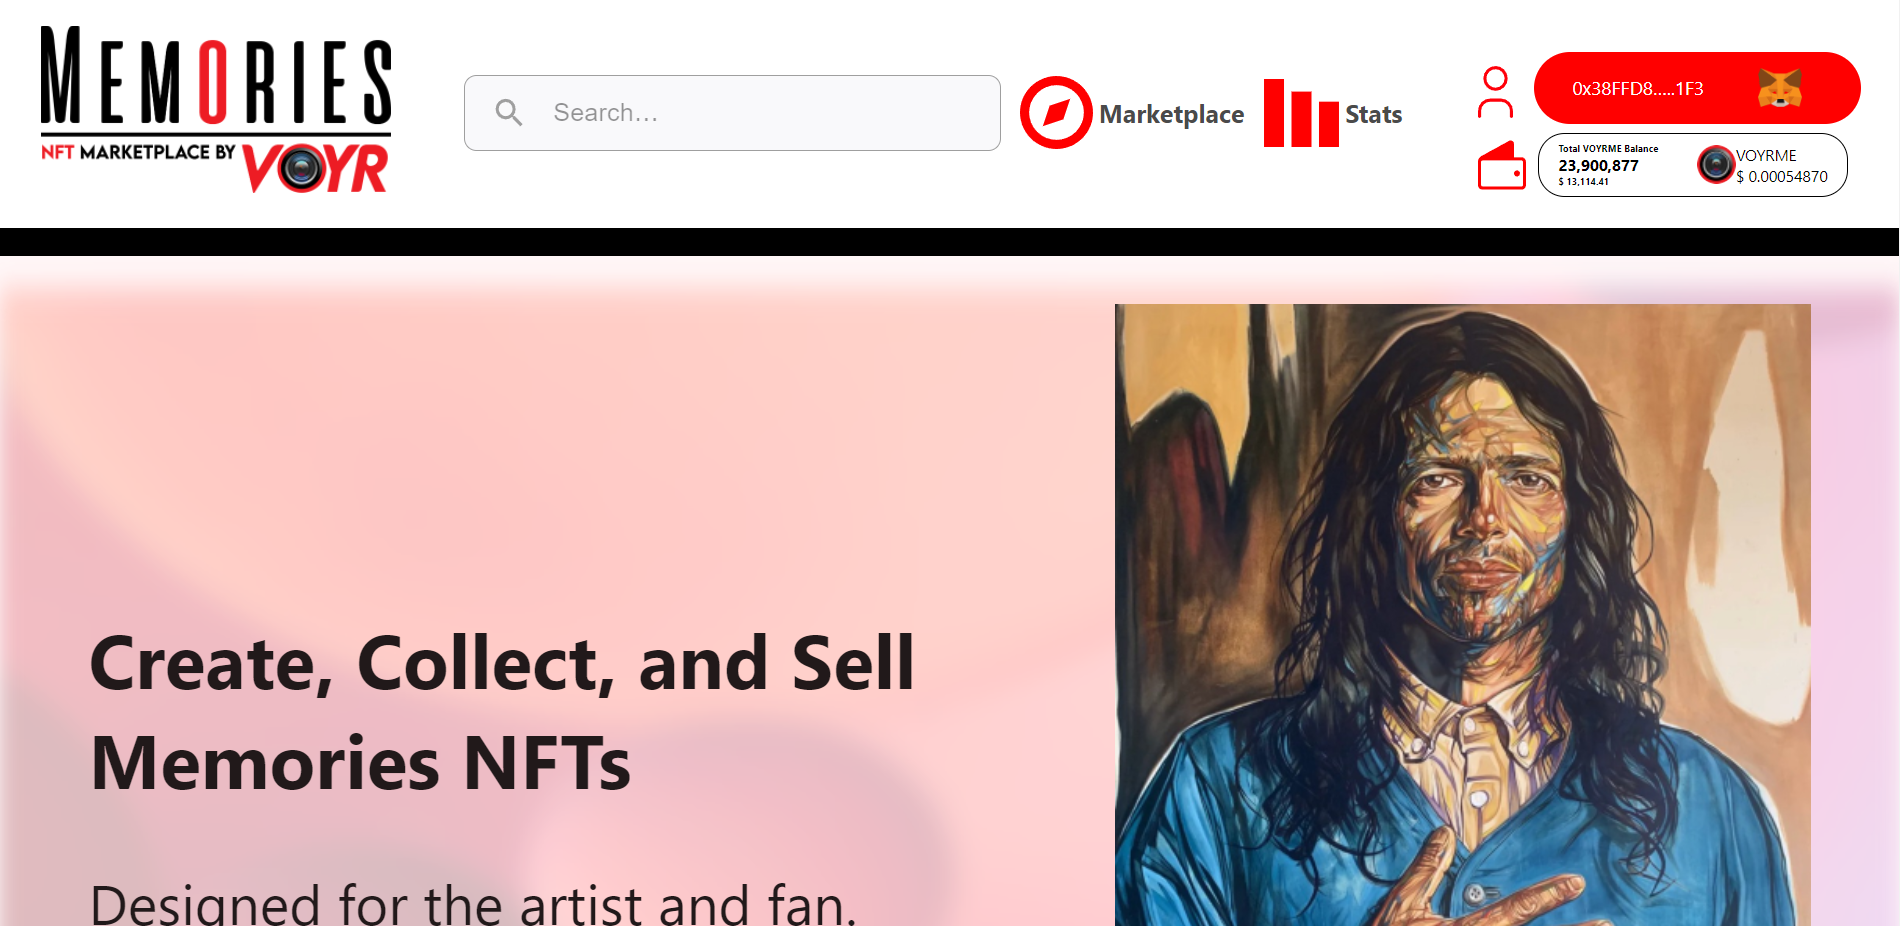 MEMORIES
NFT MARKETPLACE BY VOYR
Search...
Marketplace
Stats
0x38FFD8.....1F3
Total VOYRME Balance
23,900,877
$ 13,114.41
VOYRME
$ 0.00054870
Create, Collect, and Sell
Memories NFTs
Designed for the artist and fan.